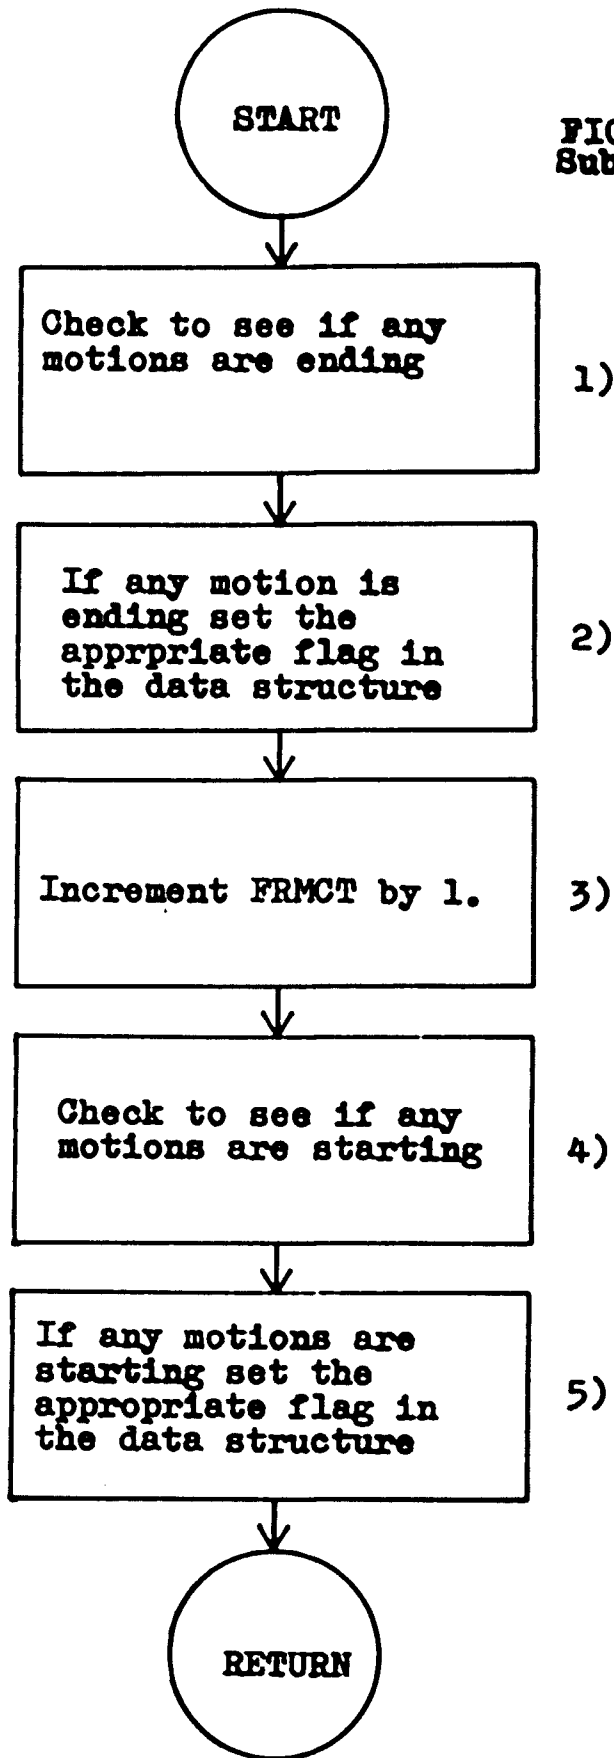 START
Check to see if any
motions are ending
1)
If any motion is
ending set the
apprpriate flag in
the data structure
2)
Increment FRMCT by 1.
3)
Check to see if any
motions are starting
4)
If any motions are
starting set the
appropriate flag in
the data structure
5)
RETURN